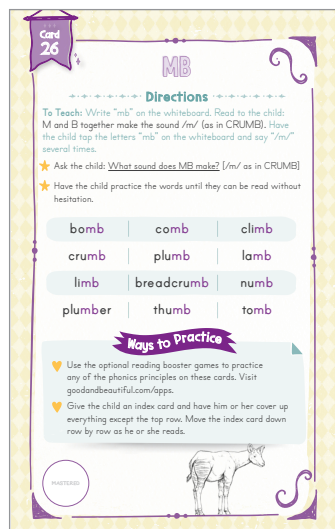 Card
26
MB
Directions
To Teach: Write "mb" on the whiteboard. Read to the child:
M and B together make the sound /m/ (as in CRUMB). Have
the child tap the letters "mb" on the whiteboard and say "/m/"
several times.
Ask the child: What sound does MB make? {/m/ as in CRUMB}
Have the child practice the words until they can be read without
hesitation.
bomb comb climb
crumb plumb lamb
limb breadcrumb numb
plumber thumb tomb
Ways to Practice
Use the optional reading booster games to practice
any of the phonics principles on these cards. Visit
goodandbeautiful.com/apps.
Give the child an index card and have him or her cover up
everything except the top row. Move the index card down
row by row as he or she reads.
MASTERED